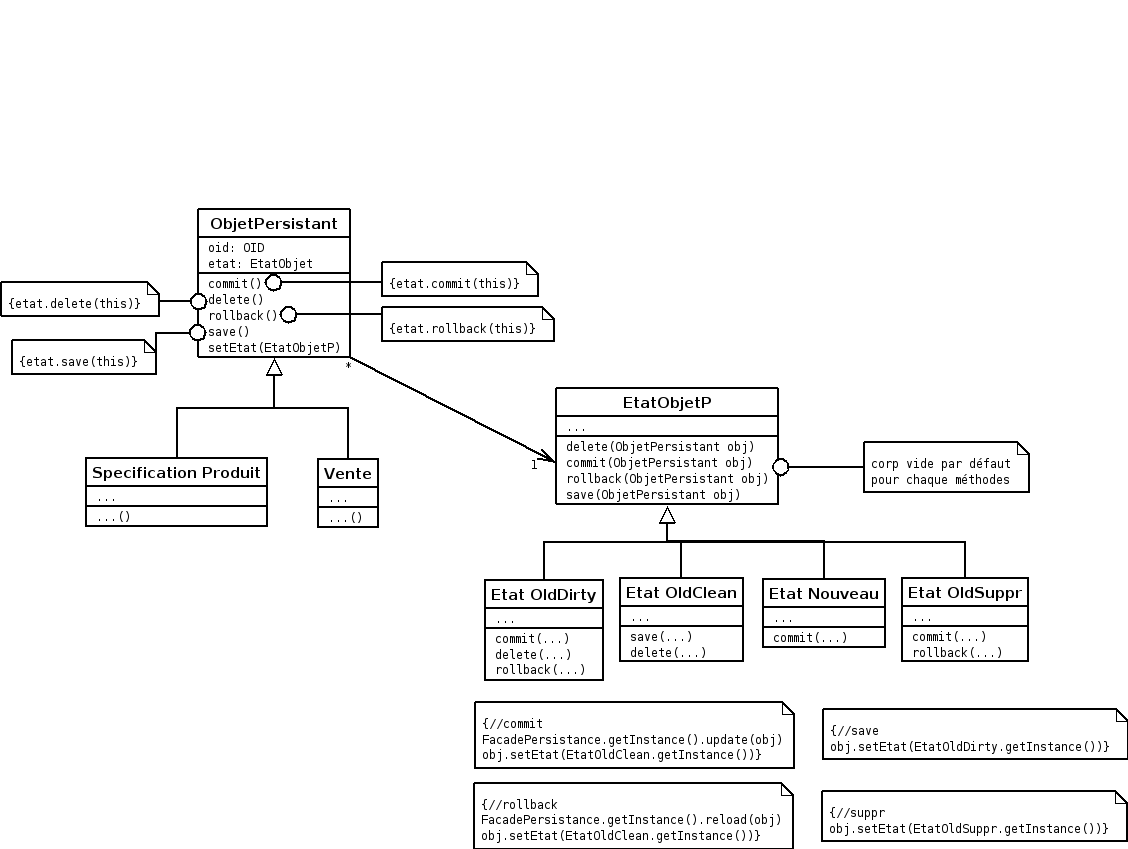 ObjetPersistant
oid: OID
etat: EtatObjet
commit()
delete()
rollback()
save()
setEtat(EtatObjetP)
{etat.delete(this)}
{etat.save(this)}
{etat.commit(this)}
{etat.rollback(this)}
*
1
Specification Produit
...
...()
Vente
...
...()
EtatObjetP
...
delete(ObjetPersistant obj)
commit(ObjetPersistant obj)
rollback(ObjetPersistant obj)
save(ObjetPersistant obj)
corp vide par défaut
pour chaque méthodes
Etat OldDirty
...
commit(...)
delete(...)
rollback(...)
Etat OldClean
...
save(...)
delete(...)
Etat Nouveau
...
commit(...)
Etat OldSuppr
...
commit(...)
rollback(...)
{//commit
FacadePersistance.getInstance().update(obj)
obj.setEtat(EtatOldClean.getInstance())}
{//save
obj.setEtat(EtatOldDirty.getInstance())}
{//rollback
FacadePersistance.getInstance().reload(obj)
obj.setEtat(EtatOldClean.getInstance())}
{//suppr
obj.setEtat(EtatOldSuppr.getInstance())}